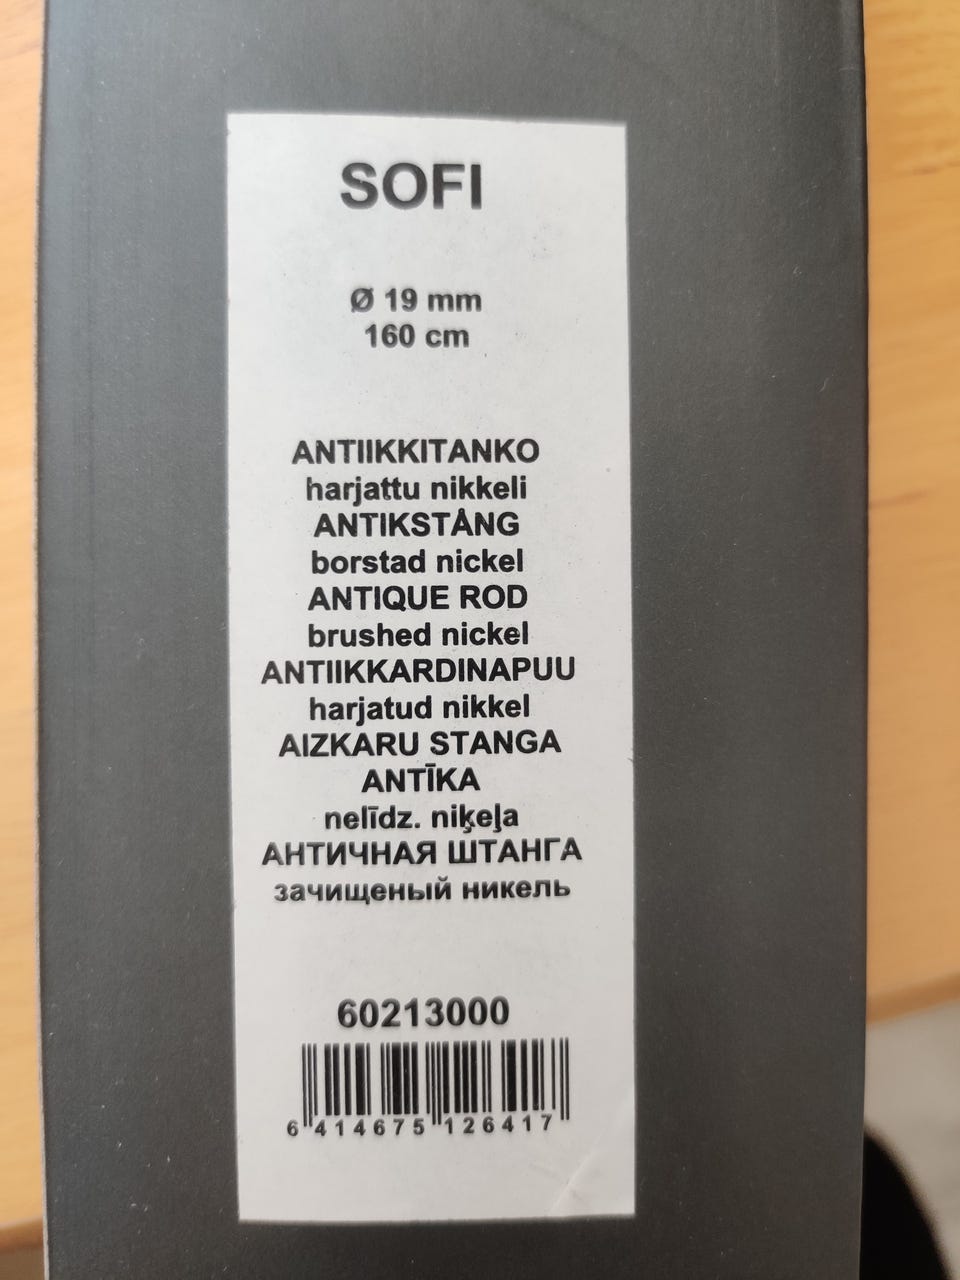 SOFI
Ø 19 mm
160 cm
ANTIIKKITANKO
harjattu nikkeli
ANTIKSTÅNG
borstad nickel
ANTIQUE ROD
brushed nickel
ANTIIKKARDINAPUU
harjatud nikkel
AIZKARU STANGA
ANTĪKA
nelīdz. niķeļa
АНТИЧНАЯ ШТАНГА
зачищеный никель
60213000
6 414675 126417